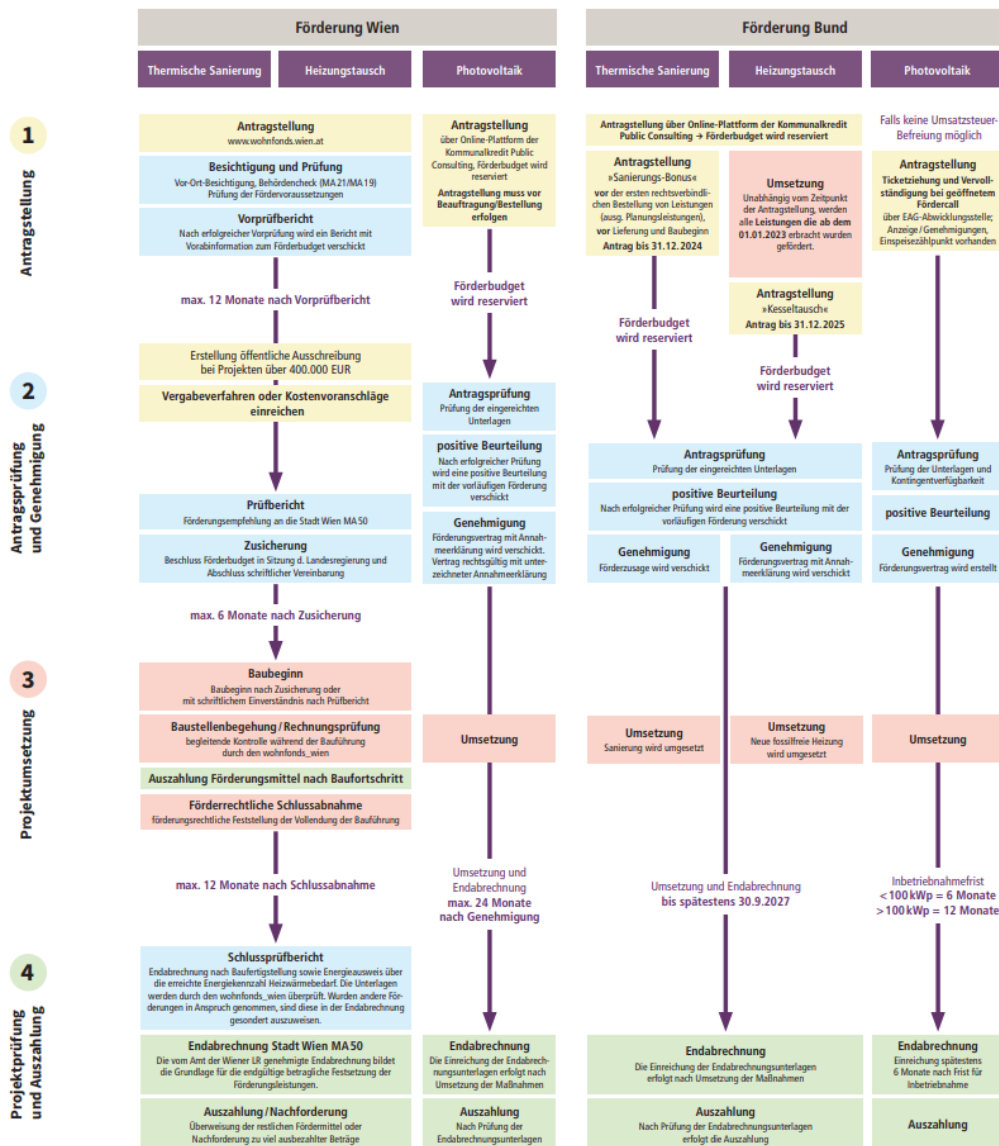 Förderung Wien
Förderung Bund
Thermische Sanierung
Heizungstausch
Photovoltaik
Thermische Sanierung
Heizungstausch
Photovoltaik
1
Antragstellung
Antragstellung
www.wohnfonds.wien.at
Besichtigung und Prüfung
Vor-Ort-Besichtigung, Behördencheck (MA 21/MA 19)
Prüfung der Fördervoraussetzungen
Vorprüfbericht
Nach erfolgreicher Vorprüfung wird ein Bericht mit
Vorabinformation zum Förderbudget verschickt
max. 12 Monate nach Vorprüfbericht
Antragstellung
über Online-Plattform der
Kommunalkredit Public
Consulting, Förderbudget wird
reserviert
Antragstellung muss vor
Beauftragung/Bestellung
erfolgen
Förderbudget
wird reserviert
Antragstellung über Online-Plattform der Kommunalkredit
Public Consulting → Förderbudget wird reserviert
Antragstellung
»Sanierungs-Bonus«
vor der ersten rechtsverbind-
lichen Bestellung von Leistungen
(ausg. Planungsleistungen),
vor Lieferung und Baubeginn
Antrag bis 31.12.2024
Förderbudget
wird reserviert
Umsetzung
Unabhängig vom Zeitpunkt
der Antragstellung, werden
alle Leistungen die ab dem
01.01.2023 erbracht wurden
gefördert.
Antragstellung
»Kesseltausch«
Antrag bis 31.12.2025
Förderbudget
wird reserviert
Falls keine Umsatzsteuer-
Befreiung möglich
Antragstellung
Ticketziehung und Vervoll-
ständigung bei geöffnetem
Fördercall
über EAG-Abwicklungsstelle;
Anzeige/Genehmigungen,
Einspeisezählpunkt vorhanden
2
Antragsprüfung
und Genehmigung
Erstellung öffentliche Ausschreibung
bei Projekten über 400.000 EUR
Vergabeverfahren oder Kostenvoranschläge
einreichen
Prüfbericht
Förderungsempfehlung an die Stadt Wien MA 50
Zusicherung
Beschluss Förderbudget in Sitzung d. Landesregierung und
Abschluss schriftlicher Vereinbarung
max. 6 Monate nach Zusicherung
Antragsprüfung
Prüfung der eingereichten
Unterlagen
positive Beurteilung
Nach erfolgreicher Prüfung
wird eine positive Beurteilung
mit der vorläufigen Förderung
verschickt
Genehmigung
Förderungsvertrag mit Annah-
meerklärung wird verschickt.
Vertrag rechtsgültig mit unter-
zeichneter Annahmeerklärung
Antragsprüfung
Prüfung der eingereichten Unterlagen
positive Beurteilung
Nach erfolgreicher Prüfung wird eine positive Beurteilung mit der
vorläufigen Förderung verschickt
Genehmigung
Förderzusage wird verschickt
Genehmigung
Förderungsvertrag mit Annah-
meerklärung wird verschickt
Antragsprüfung
Prüfung der Unterlagen und
Kontingentverfügbarkeit
positive Beurteilung
Genehmigung
Förderungsvertrag wird erstellt
3
Projektumsetzung
Baubeginn
Baubeginn nach Zusicherung oder
mit schriftlichem Einverständnis nach Prüfbericht
Baustellenbegehung/Rechnungsprüfung
begleitende Kontrolle während der Bauführung
durch den wohnfonds_wien
Auszahlung Förderungsmittel nach Baufortschritt
Förderrechtliche Schlussabnahme
förderungsrechtliche Feststellung der Vollendung der Bauführung
max. 12 Monate nach Schlussabnahme
Umsetzung
Umsetzung und
Endabrechnung
max. 24 Monate
nach Genehmigung
Umsetzung
Sanierung wird umgesetzt
Umsetzung
Neue fossilfreie Heizung
wird umgesetzt
Umsetzung und Endabrechnung
bis spätestens 30.9.2027
Umsetzung
Inbetriebnahmefrist
<100 kWp = 6 Monate
>100 kWp = 12 Monate
4
Projektprüfung
und Auszahlung
Schlussprüfbericht
Endabrechnung nach Baufertigstellung sowie Energieausweis über
die erreichte Energiekennzahl Heizwärmebedarf. Die Unterlagen
werden durch den wohnfonds_wien überprüft. Wurden andere För-
derungen in Anspruch genommen, sind diese in der Endabrechnung
gesondert auszuweisen.
Endabrechnung Stadt Wien MA 50
Die vom Amt der Wiener LR genehmigte Endabrechnung bildet
die Grundlage für die endgültige betragliche Festsetzung der
Förderungsleistungen.
Auszahlung/Nachforderung
Überweisung der restlichen Fördermittel oder
Nachforderung zu viel ausbezahlter Beträge
Endabrechnung
Die Einreichung der Endabrech-
nungsunterlagen erfolgt nach
Umsetzung der Maßnahmen
Auszahlung
Nach Prüfung der
Endabrechnungsunterlagen
Endabrechnung
Die Einreichung der Endabrechnungsunterlagen
erfolgt nach Umsetzung der Maßnahmen
Auszahlung
Nach Prüfung der Endabrechnungsunterlagen
erfolgt die Auszahlung
Endabrechnung
Einreichung spätestens
6 Monate nach Frist für
Inbetriebnahme
Auszahlung